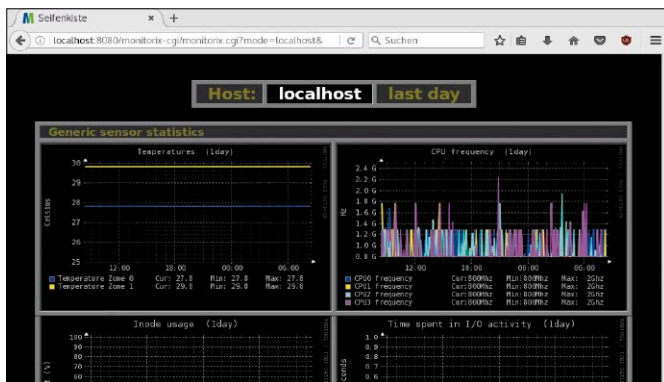 Seifenkiste
localhost:8080/monitorix-cgi/monitorix.cgi?mode=localhost&
Suchen
Host: localhost last day
Generic sensor statistics
Temperatures (1day)
30
29
28
27
26
25
Celsius
12:00 18:00 00:00 06:00
Temperature Zone 0 Cur: 27.8 Min: 27.8 Max: 27.8
Temperature Zone 1 Cur: 29.8 Min: 29.8 Max: 29.8
CPU frequency (1day)
2.4 G
2.2 G
2.0 G
1.8 G
1.6 G
1.4 G
1.2 G
1.0 G
0.8 G
Hz
12:00 18:00 00:00 06:00
CPU0 frequency Cur:800Mhz Min:800Mhz Max: 2Ghz
CPU1 frequency Cur:800Mhz Min:800Mhz Max: 2Ghz
CPU2 frequency Cur:800Mhz Min:800Mhz Max: 2Ghz
CPU3 frequency Cur:800Mhz Min:800Mhz Max: 2Ghz
Inode usage (1day)
100
90
80
70
60
(%)
Time spent in I/O activity (1day)
1.0
0.9
0.8
0.7
0.6